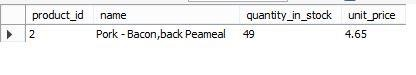 product_id name quantity_in_stock unit_price
2 Pork - Bacon,back Peameal 49 4.65